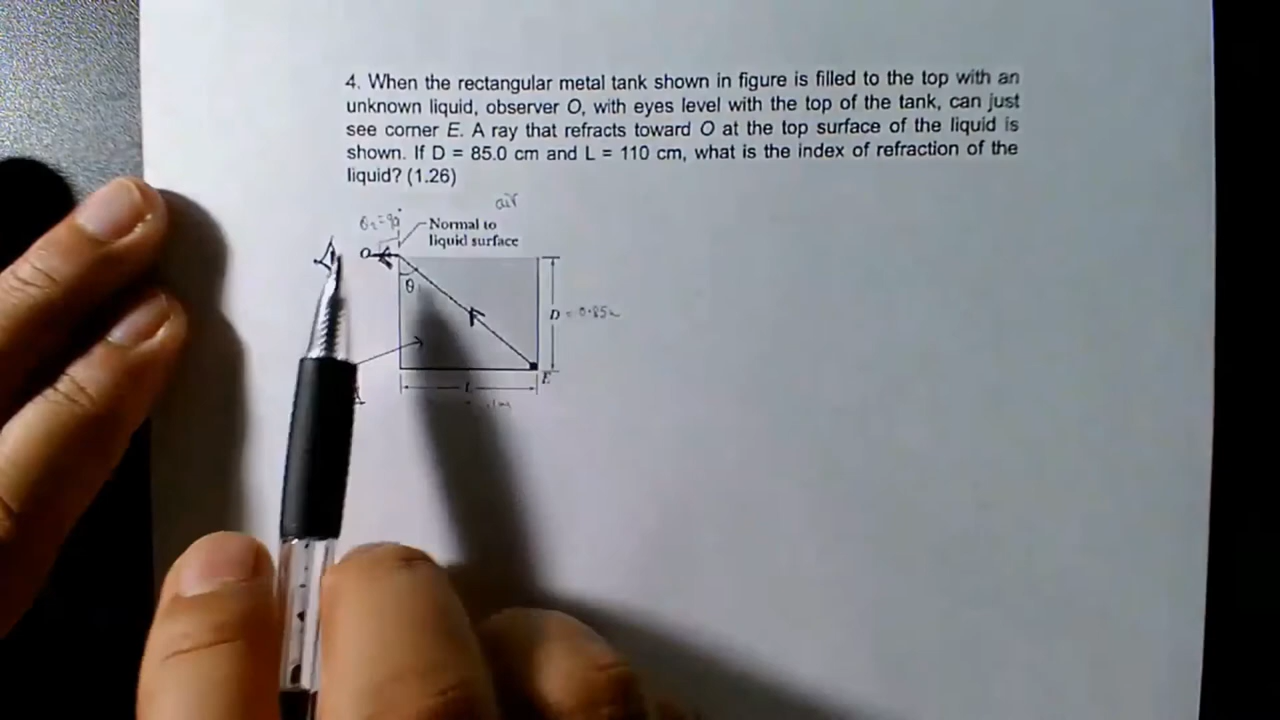 4. When the rectangular metal tank shown in figure is filled to the top with an
unknown liquid, observer O, with eyes level with the top of the tank, can just
see corner E. A ray that refracts toward O at the top surface of the liquid is
shown. If D = 85.0 cm and L = 110 cm, what is the index of refraction of the
liquid? (1.26)
air
θ₂=90°
Normal to
liquid surface
O
θ
D = 0.85
L
E